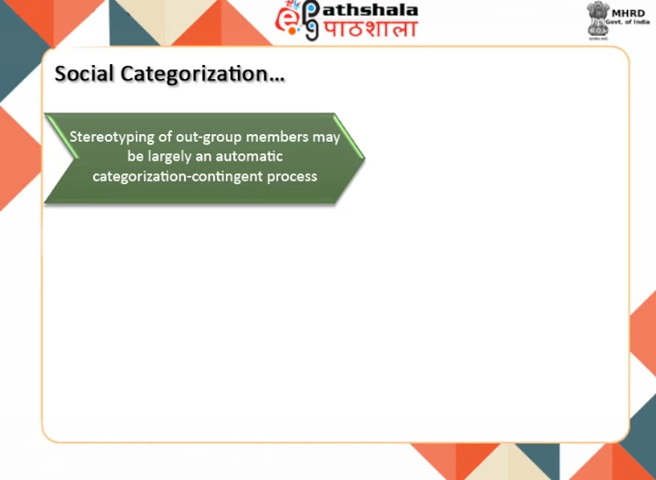 ePathshala
पाठशाला
MHRD
Govt. of India
Social Categorization...
Stereotyping of out-group members may
be largely an automatic
categorization-contingent process